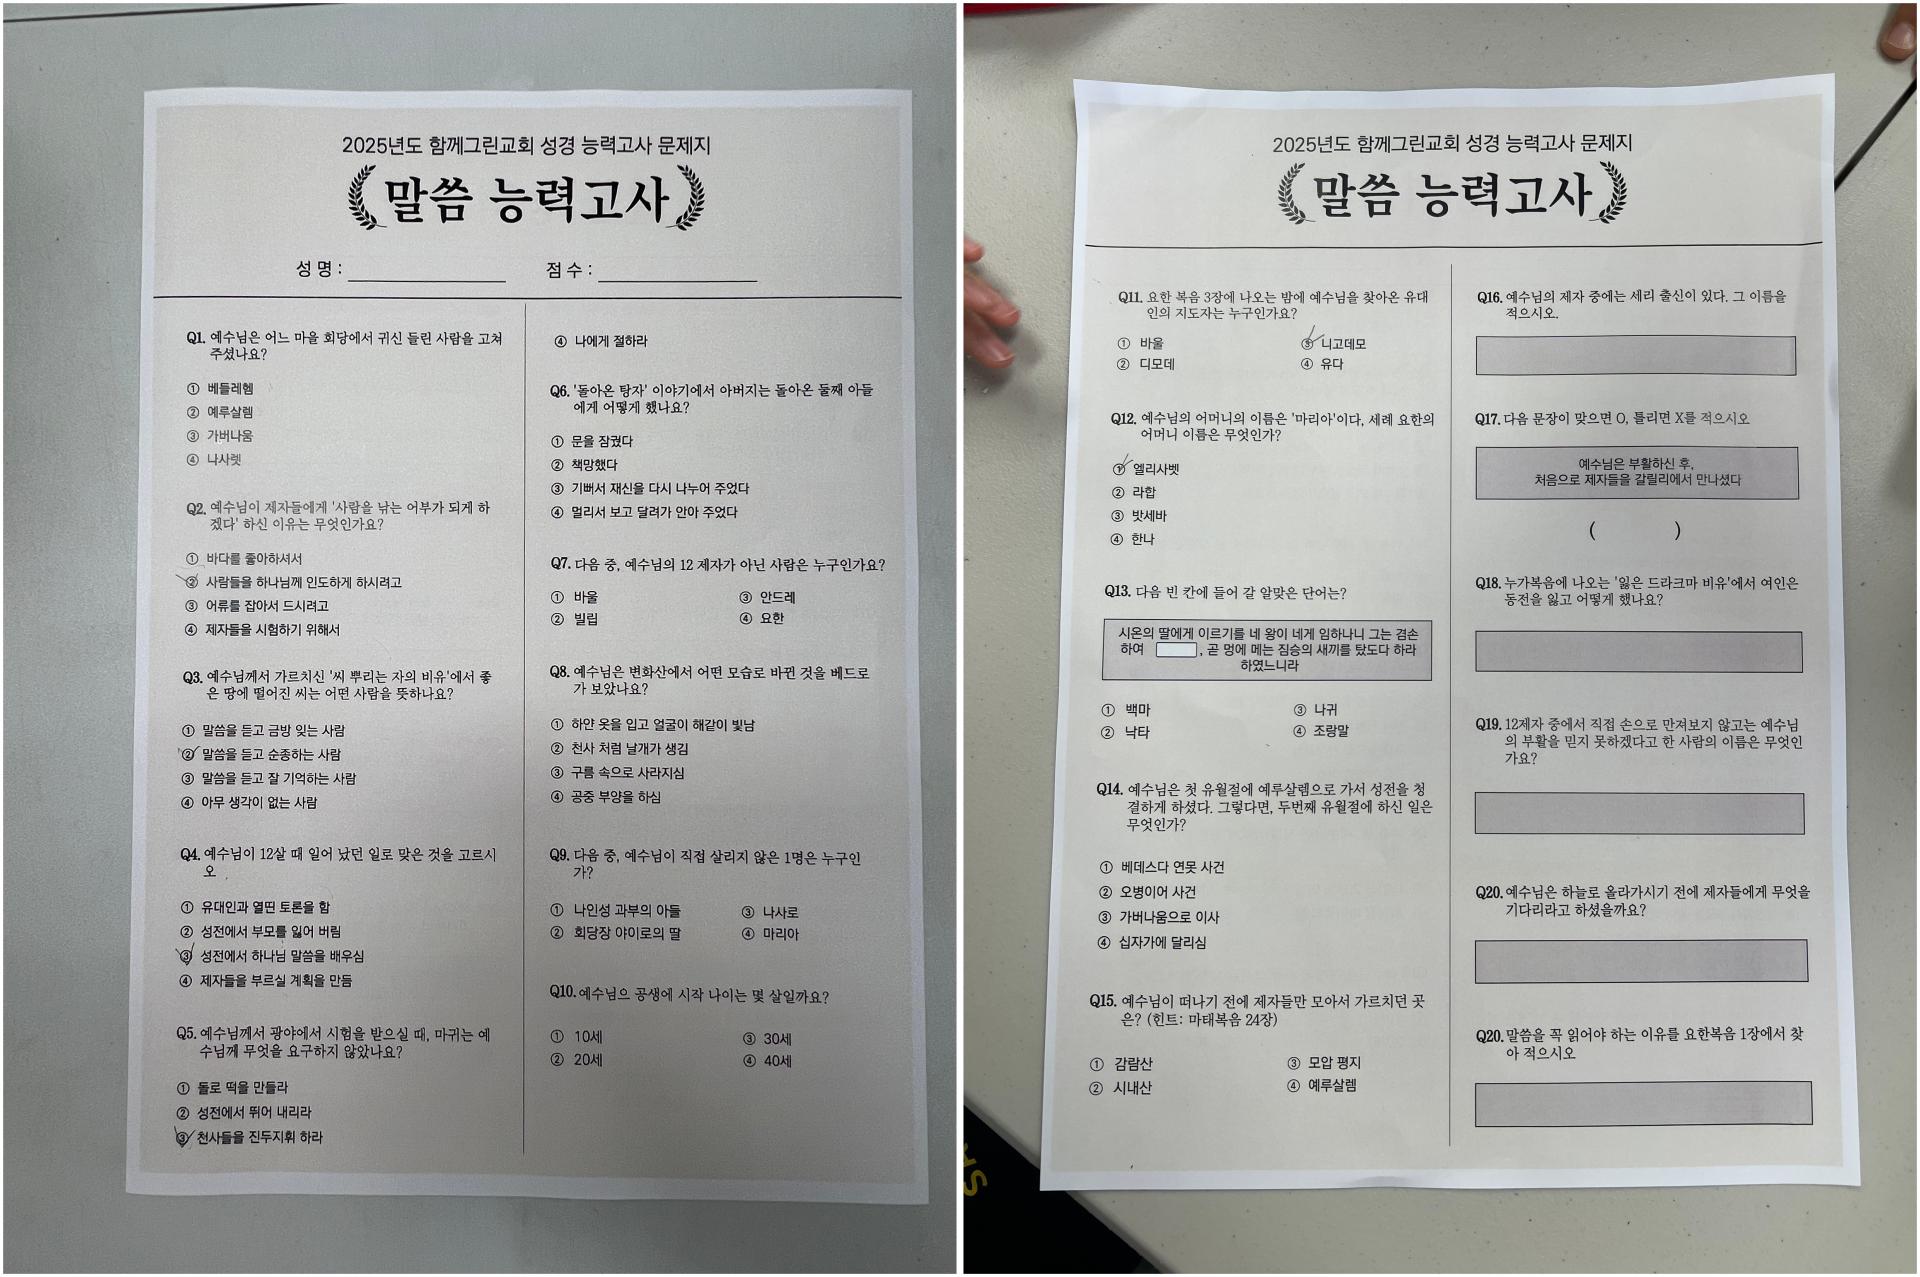 2025년도 함께그린교회 성경 능력고사 문제지
말씀 능력고사
성 명 :
점 수 :
Q1. 예수님은 어느 마을 회당에서 귀신 들린 사람을 고쳐
주셨나요?
① 베들레헴
② 예루살렘
③ 가버나움
④ 나사렛
Q2. 예수님이 제자들에게 '사람을 낚는 어부가 되게 하
겠다' 하신 이유는 무엇인가요?
① 바다를 좋아하셔서
② 사람들을 하나님께 인도하게 하시려고
③ 어류를 잡아서 드시려고
④ 제자들을 시험하기 위해서
Q3. 예수님께서 가르치신 '씨 뿌리는 자의 비유'에서 좋
은 땅에 떨어진 씨는 어떤 사람을 뜻하나요?
① 말씀을 듣고 금방 잊는 사람
② 말씀을 듣고 순종하는 사람
③ 말씀을 듣고 잘 기억하는 사람
④ 아무 생각이 없는 사람
Q4. 예수님이 12살 때 일어 났던 일로 맞은 것을 고르시
오
① 유대인과 열띤 토론을 함
② 성전에서 부모를 잃어 버림
③ 성전에서 하나님 말씀을 배우심
④ 제자들을 부르실 계획을 만듬
Q5. 예수님께서 광야에서 시험을 받으실 때, 마귀는 예
수님께 무엇을 요구하지 않았나요?
① 돌로 떡을 만들라
② 성전에서 뛰어 내리라
③ 천사들을 진두지휘 하라
④ 나에게 절하라
Q6. '돌아온 탕자' 이야기에서 아버지는 돌아온 둘째 아들
에게 어떻게 했나요?
① 문을 잠궜다
② 책망했다
③ 기뻐서 재신을 다시 나누어 주었다
④ 멀리서 보고 달려가 안아 주었다
Q7. 다음 중, 예수님의 12 제자가 아닌 사람은 누구인가요?
① 바울
② 빌립
③ 안드레
④ 요한
Q8. 예수님은 변화산에서 어떤 모습로 바뀐 것을 베드로
가 보았나요?
① 하얀 옷을 입고 얼굴이 해같이 빛남
② 천사 처럼 날개가 생김
③ 구름 속으로 사라지심
④ 공중 부양을 하심
Q9. 다음 중, 예수님이 직접 살리지 않은 1명은 누구인
가?
① 나인성 과부의 아들
② 회당장 야이로의 딸
③ 나사로
④ 마리아
Q10. 예수님으 공생에 시작 나이는 몇 살일까요?
① 10세
② 20세
③ 30세
④ 40세
2025년도 함께그린교회 성경 능력고사 문제지
말씀 능력고사
Q11. 요한 복음 3장에 나오는 밤에 예수님을 찾아온 유대
인의 지도자는 누구인가요?
① 바울
② 디모데
③ 니고데모
④ 유다
Q12. 예수님의 어머니의 이름은 '마리아'이다, 세례 요한의
어머니 이름은 무엇인가?
① 엘리사벳
② 라합
③ 밧세바
④ 한나
Q13. 다음 빈 칸에 들어 갈 알맞은 단어는?
시온의 딸에게 이르기를 네 왕이 네게 임하나니 그는 겸손
하여 , 곧 멍에 메는 짐승의 새끼를 탔도다 하라
하였느니라
① 백마
② 낙타
③ 나귀
④ 조랑말
Q14. 예수님은 첫 유월절에 예루살렘으로 가서 성전을 청
결하게 하셨다. 그렇다면, 두번째 유월절에 하신 일은
무엇인가?
① 베데스다 연못 사건
② 오병이어 사건
③ 가버나움으로 이사
④ 십자가에 달리심
Q15. 예수님이 떠나기 전에 제자들만 모아서 가르치던 곳
은? (힌트: 마태복음 24장)
① 감람산
② 시내산
③ 모압 평지
④ 예루살렘
Q16. 예수님의 제자 중에는 세리 출신이 있다. 그 이름을
적으시오.
Q17. 다음 문장이 맞으면 O, 틀리면 X를 적으시오
예수님은 부활하신 후,
처음으로 제자들을 갈릴리에서 만나셨다
( )
Q18. 누가복음에 나오는 '잃은 드라크마 비유'에서 여인은
동전을 잃고 어떻게 했나요?
Q19. 12제자 중에서 직접 손으로 만져보지 않고는 예수님
의 부활을 믿지 못하겠다고 한 사람의 이름은 무엇인
가요?
Q20. 예수님은 하늘로 올라가시기 전에 제자들에게 무엇을
기다리라고 하셨을까요?
Q20. 말씀을 꼭 읽어야 하는 이유를 요한복음 1장에서 찾
아 적으시오